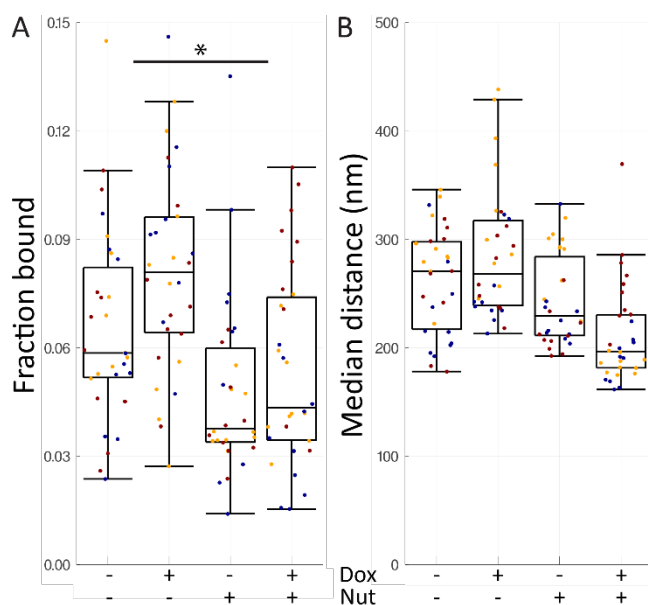 A
B
*
Fraction bound
0.15
0.12
0.09
0.06
0.03
0.00
Median distance (nm)
500
400
300
200
100
0
- + - + - + - + Dox
- - + + - - + + Nut